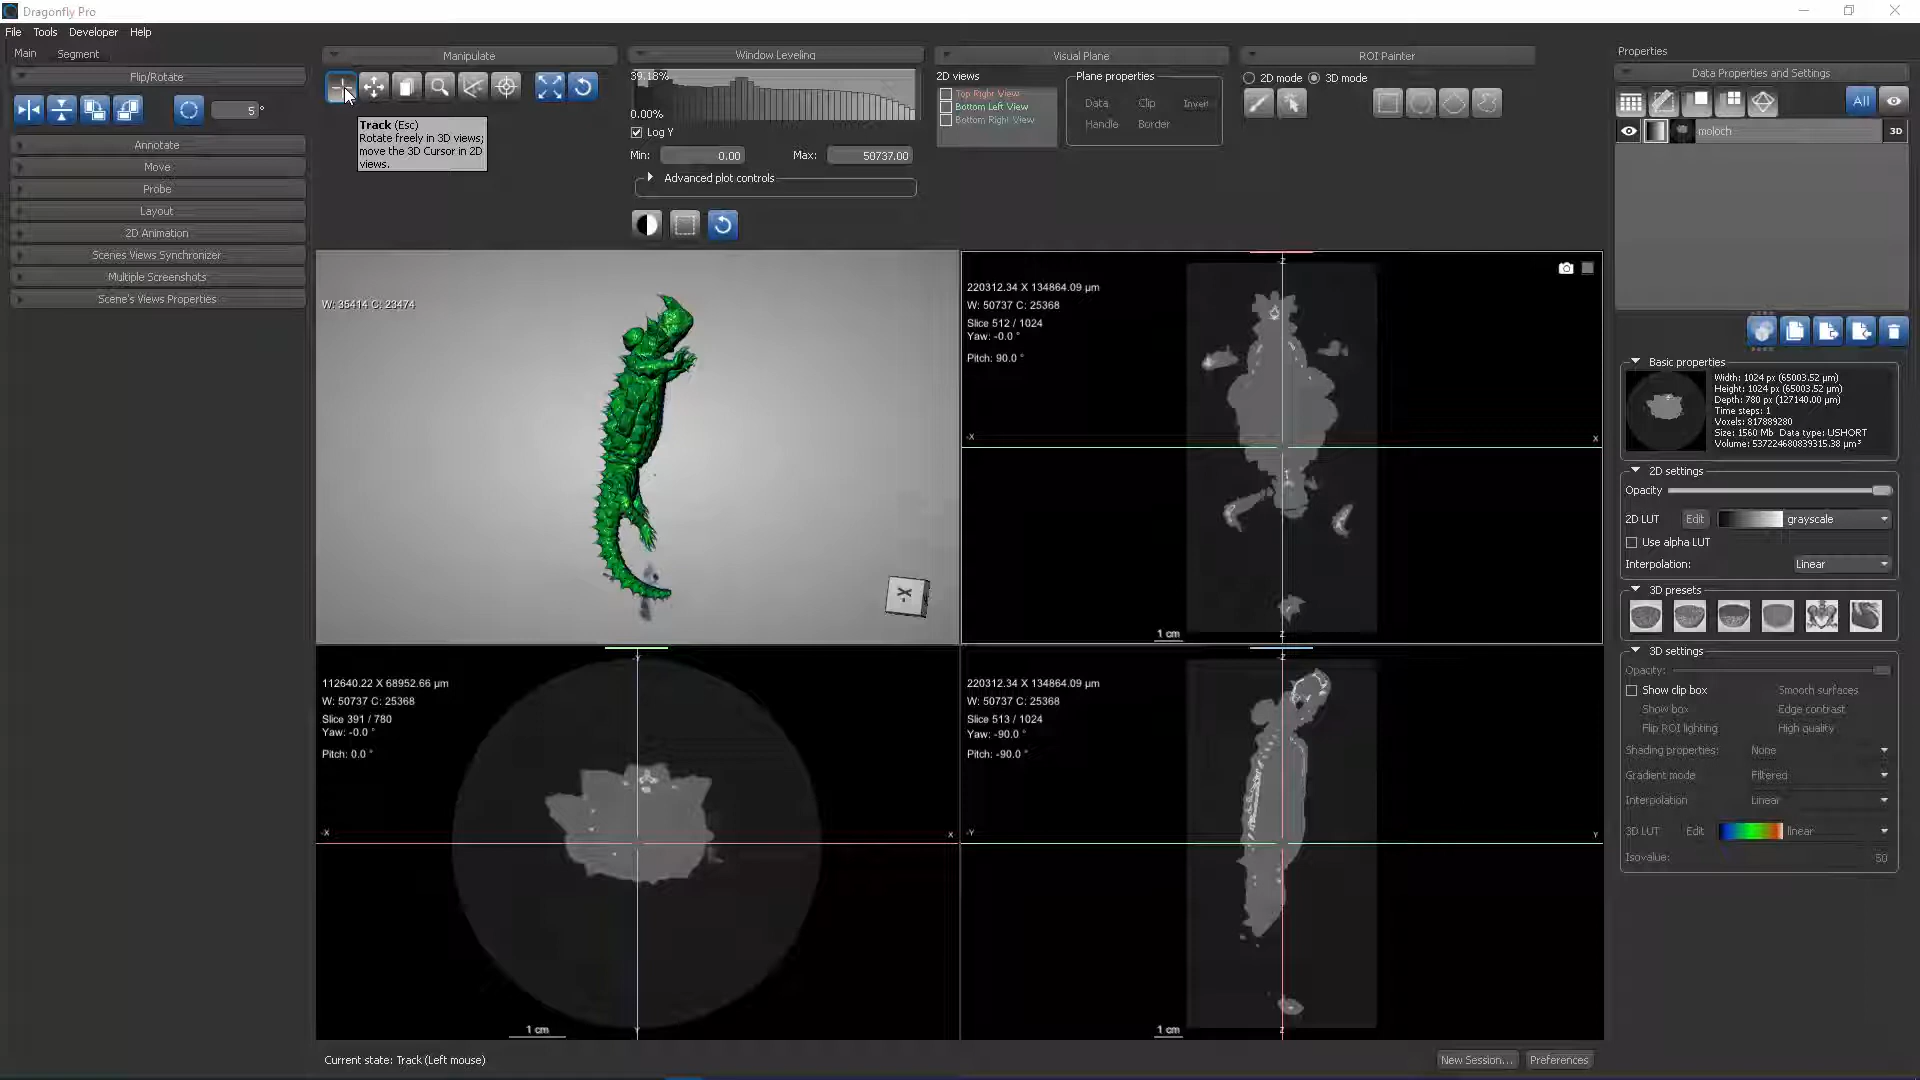 Dragonfly Pro
File Tools Developer Help
Main Segment
Flip/Rotate
5 °
Annotate
Move
Probe
Layout
2D Animation
Scenes Views Synchronizer
Multiple Screenshots
Scene's Views Properties
Manipulate
Track (Esc)
Rotate freely in 3D views;
move the 3D Cursor in 2D
views.
Window Leveling
39.18%
0.00%
Log Y
Min: 0.00 Max: 50737.00
Advanced plot controls
Visual Plane
2D views
Top Right View
Bottom Left View
Bottom Right View
Plane properties
Data Clip Invert
Handle Border
ROI Painter
2D mode 3D mode
W: 35414 C: 23474
X-
220312.34 X 134864.09 µm
W: 50737 C: 25368
Slice 512 / 1024
Yaw: -0.0 °
Pitch: 90.0 °
-Z
-X X
1 cm Z
112640.22 X 68952.66 µm
W: 50737 C: 25368
Slice 391 / 780
Yaw: -0.0 °
Pitch: 0.0 °
-Y
-X X
1 cm Y
220312.34 X 134864.09 µm
W: 50737 C: 25368
Slice 513 / 1024
Yaw: -90.0 °
Pitch: -90.0 °
-Z
-Y Y
1 cm Z
Current state: Track (Left mouse)
New Session... Preferences
Properties
Data Properties and Settings
All
moloch 3D
Basic properties
Width: 1024 px (65003.52 µm)
Height: 1024 px (65003.52 µm)
Depth: 780 px (127140.00 µm)
Time steps: 1
Voxels: 817889280
Size: 1560 Mb Data type: USHORT
Volume: 537224680839315.38 µm³
2D settings
Opacity
2D LUT Edit grayscale
Use alpha LUT
Interpolation: Linear
3D presets
3D settings
Opacity:
Show clip box Smooth surfaces
Show box Edge contrast
Flip ROI lighting High quality
Shading properties: None
Gradient mode Filtered
Interpolation Linear
3D LUT Edit linear
Isovalue: 50